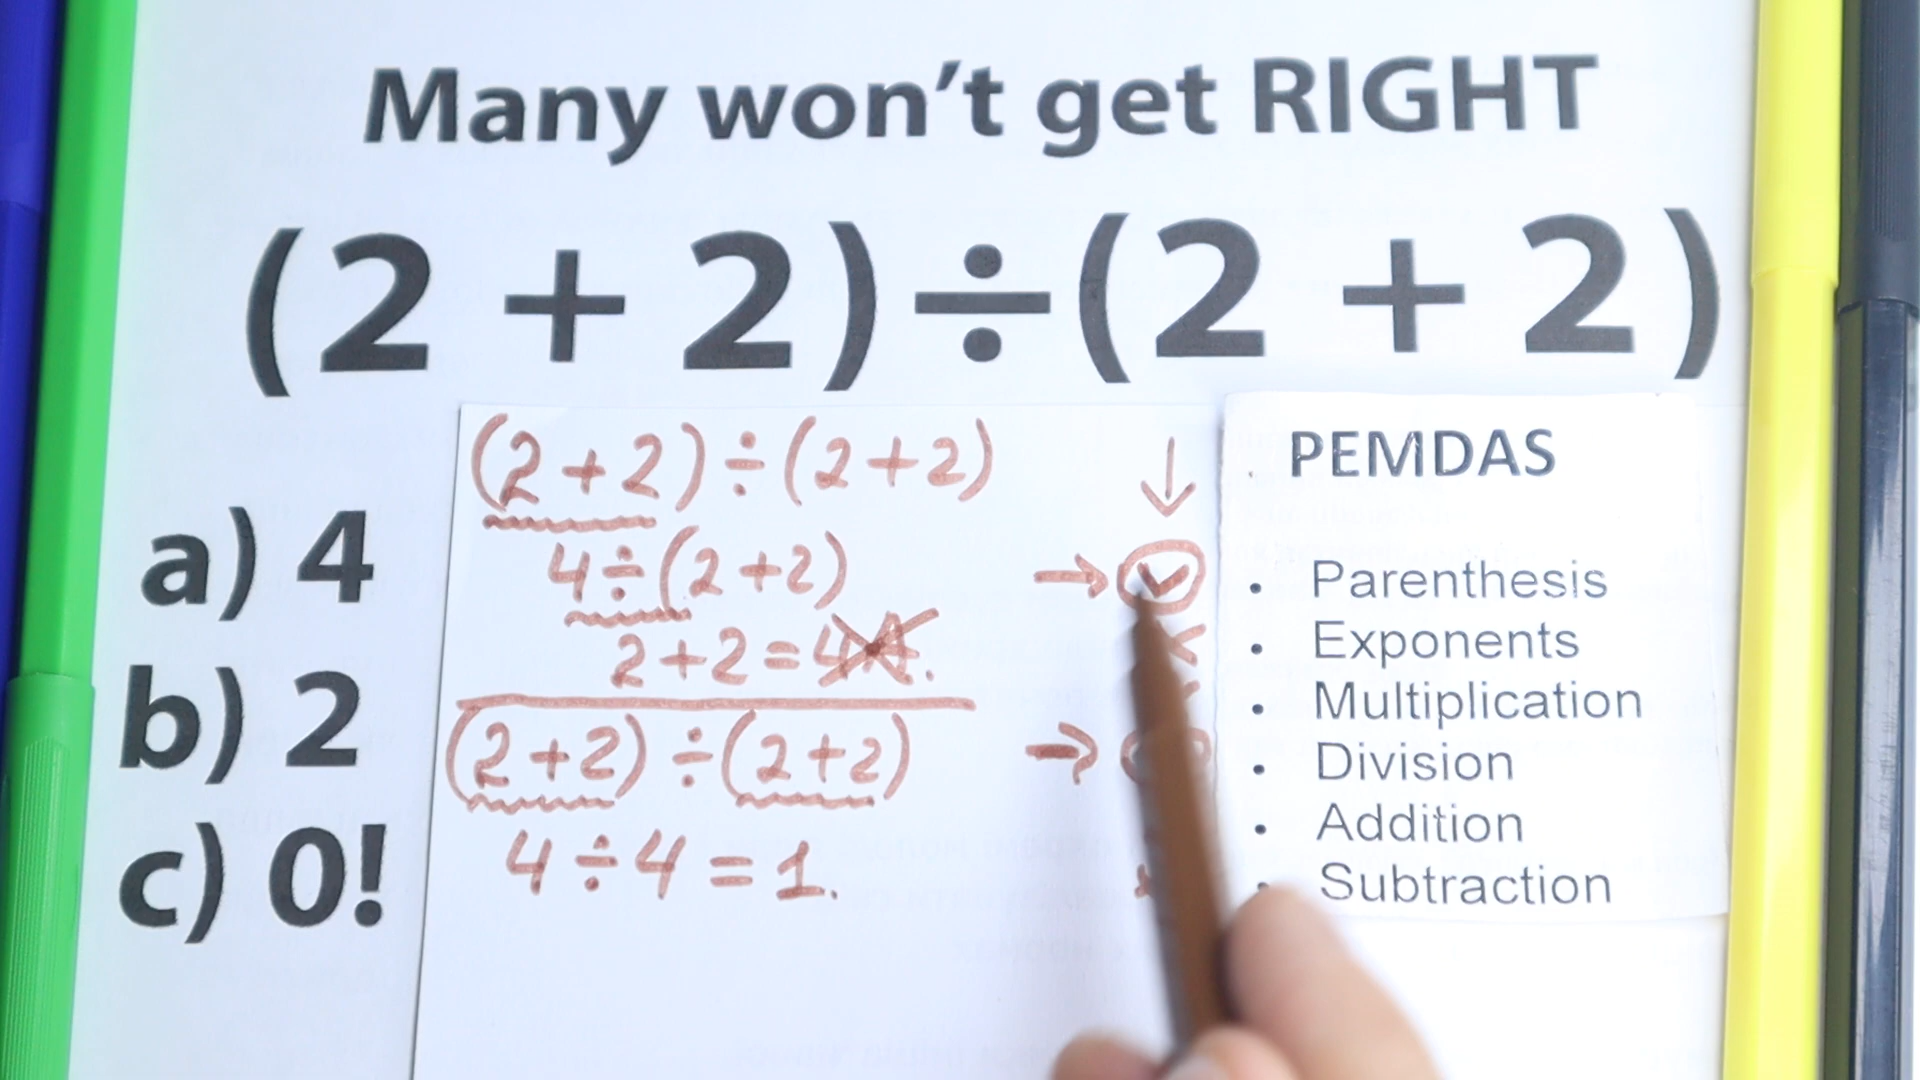 Many won't get RIGHT
(2 + 2) ÷ (2 + 2)
a) 4
b) 2
c) 0!
(2+2)÷(2+2)
4÷(2+2)
2+2=4
(2+2)÷(2+2)
4÷4=1.
PEMDAS
• Parenthesis
• Exponents
• Multiplication
• Division
• Addition
• Subtraction